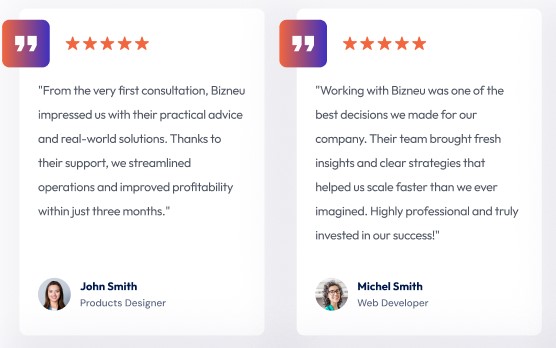 "From the very first consultation, Bizneu
impressed us with their practical advice
and real-world solutions. Thanks to
their support, we streamlined
operations and improved profitability
within just three months."
John Smith
Products Designer
"Working with Bizneu was one of the
best decisions we made for our
company. Their team brought fresh
insights and clear strategies that
helped us scale faster than we ever
imagined. Highly professional and truly
invested in our success!"
Michel Smith
Web Developer